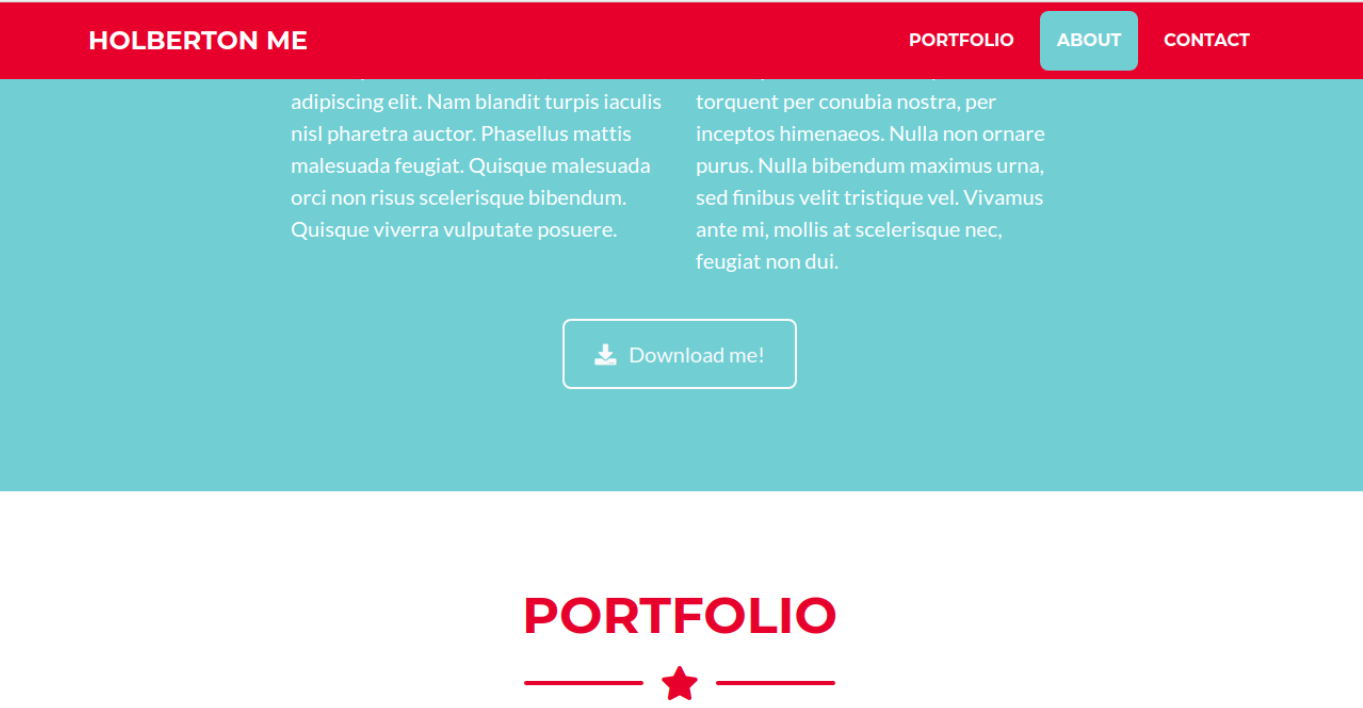 HOLBERTON ME
PORTFOLIO
ABOUT
CONTACT
adipiscing elit. Nam blandit turpis iaculis
nisl pharetra auctor. Phasellus mattis
malesuada feugiat. Quisque malesuada
orci non risus scelerisque bibendum.
Quisque viverra vulputate posuere.
torquent per conubia nostra, per
inceptos himenaeos. Nulla non ornare
purus. Nulla bibendum maximus urna,
sed finibus velit tristique vel. Vivamus
ante mi, mollis at scelerisque nec,
feugiat non dui.
Download me!
PORTFOLIO